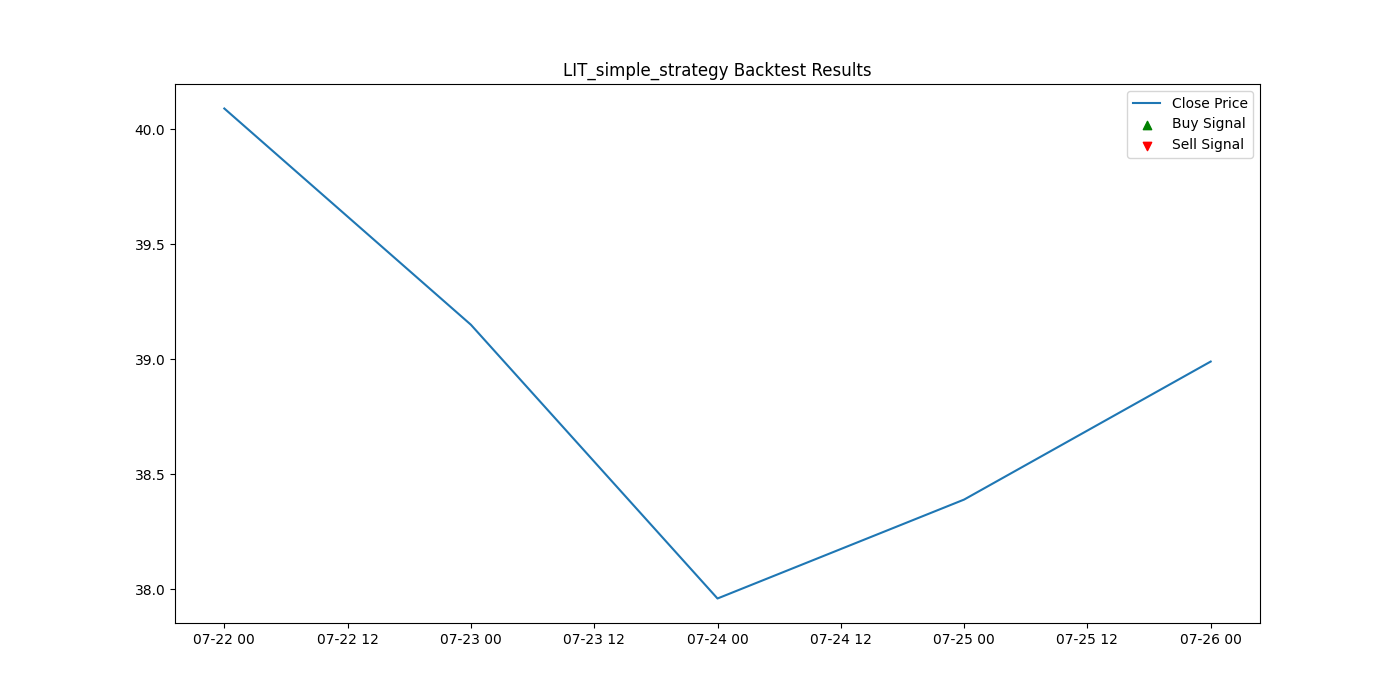 LIT_simple_strategy Backtest Results
Close Price
Buy Signal
Sell Signal
40.0
39.5
39.0
38.5
38.0
07-22 00 07-22 12 07-23 00 07-23 12 07-24 00 07-24 12 07-25 00 07-25 12 07-26 00